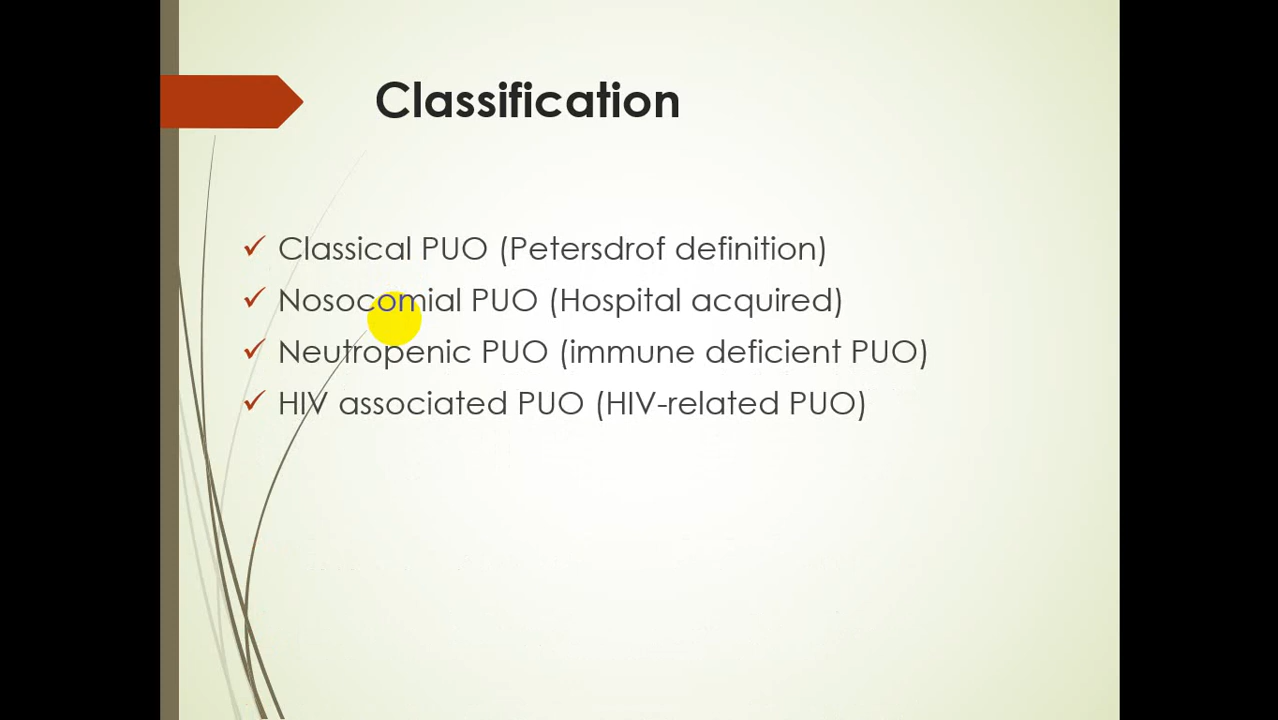 Classification
✓ Classical PUO (Petersdrof definition)
✓ Nosocomial PUO (Hospital acquired)
✓ Neutropenic PUO (immune deficient PUO)
✓ HIV associated PUO (HIV-related PUO)